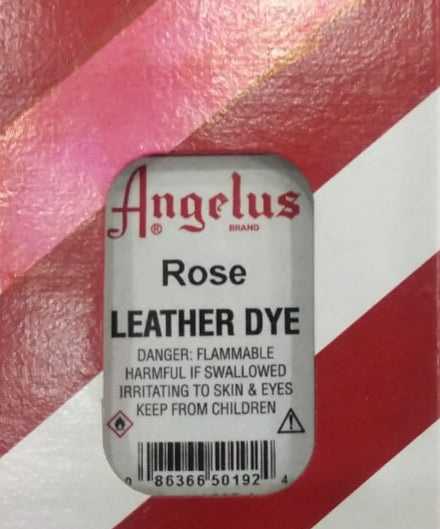 Angelus
® BRAND
Rose
LEATHER DYE
DANGER: FLAMMABLE
HARMFUL IF SWALLOWED
IRRITATING TO SKIN & EYES
KEEP FROM CHILDREN
0 86366 50192 4